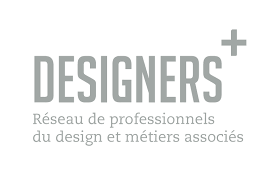 DESIGNERS+
Réseau de professionnels
du design et métiers associés